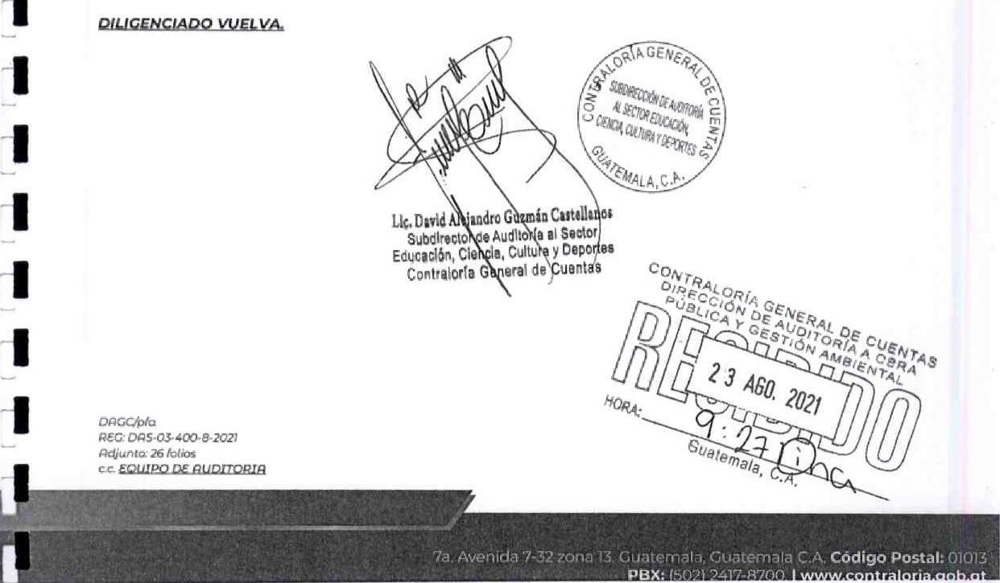 DILIGENCIADO VUELVA.
CONTRALORÍA GENERAL DE CUENTAS
SUBDIRECCIÓN DE AUDITORÍA
AL SECTOR EDUCACIÓN,
CIENCIA, CULTURA Y DEPORTES
GUATEMALA, C.A.
Lic. David Alejandro Guzmán Castellanos
Subdirector de Auditoría al Sector
Educación, Ciencia, Cultura y Deportes
Contraloría General de Cuentas
CONTRALORÍA GENERAL DE CUENTAS
DIRECCIÓN DE AUDITORÍA A OBRA
PÚBLICA Y GESTIÓN AMBIENTAL
RECIBIDO
23 AGO. 2021
HORA: 9:27
Guatemala, C.A.
DAGC/pfa
REG: DAS-03-400-8-2021
Adjunto: 26 folios
c.c. EQUIPO DE AUDITORIA
7a. Avenida 7-32 zona 13. Guatemala, Guatemala C.A. Código Postal: 01013
PBX: (502) 2417-8700. | www.contraloria.gob.gt